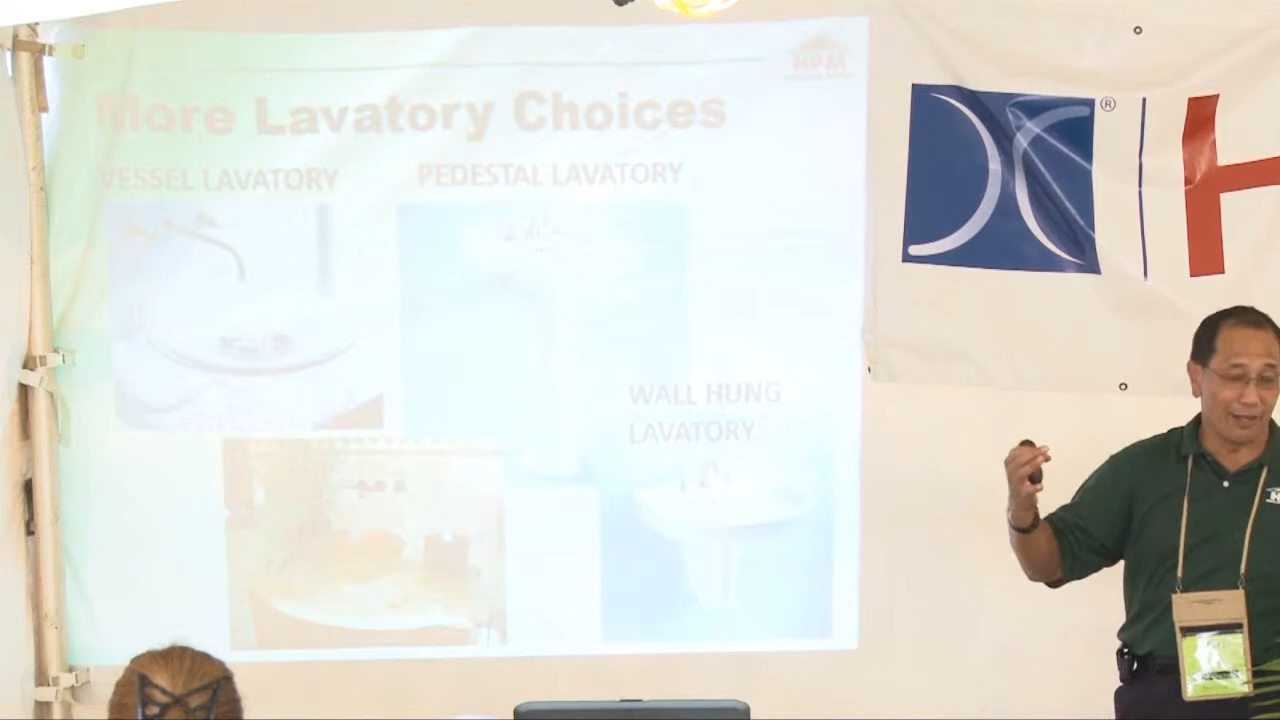 HPM
More Lavatory Choices
VESSEL LAVATORY
PEDESTAL LAVATORY
WALL HUNG
LAVATORY
®
H